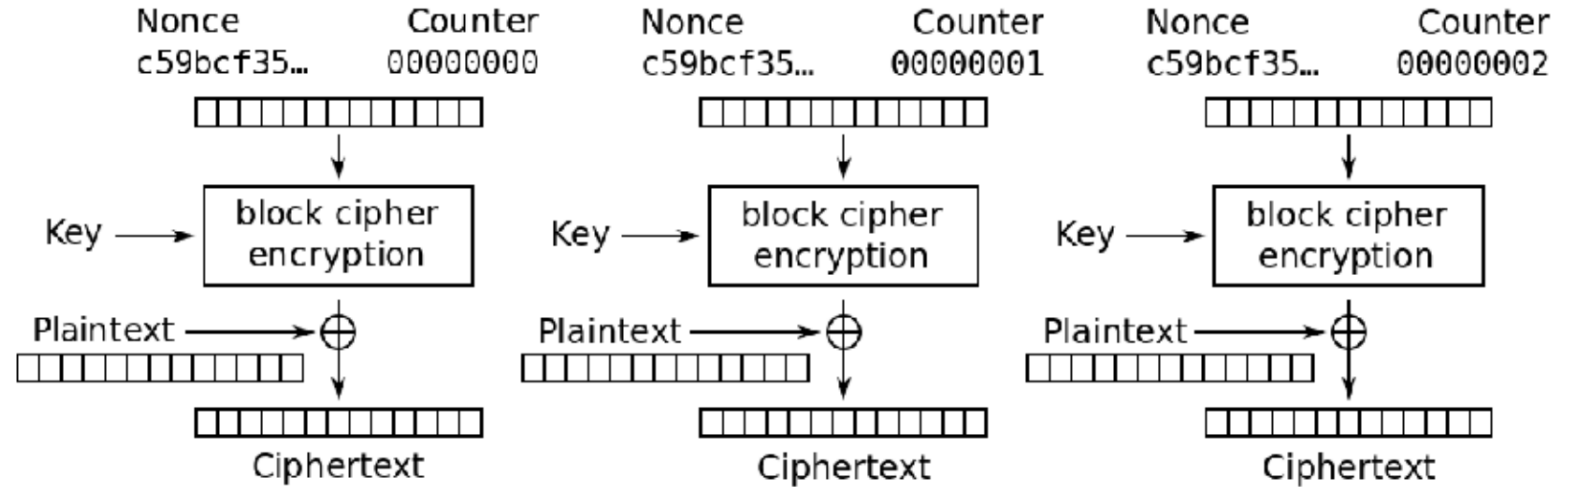 Nonce Counter Nonce Counter Nonce Counter
c59bcf35… 00000000 c59bcf35… 00000001 c59bcf35… 00000002
block cipher block cipher block cipher
Key Key Key
encryption encryption encryption
Plaintext Plaintext Plaintext
Ciphertext Ciphertext Ciphertext